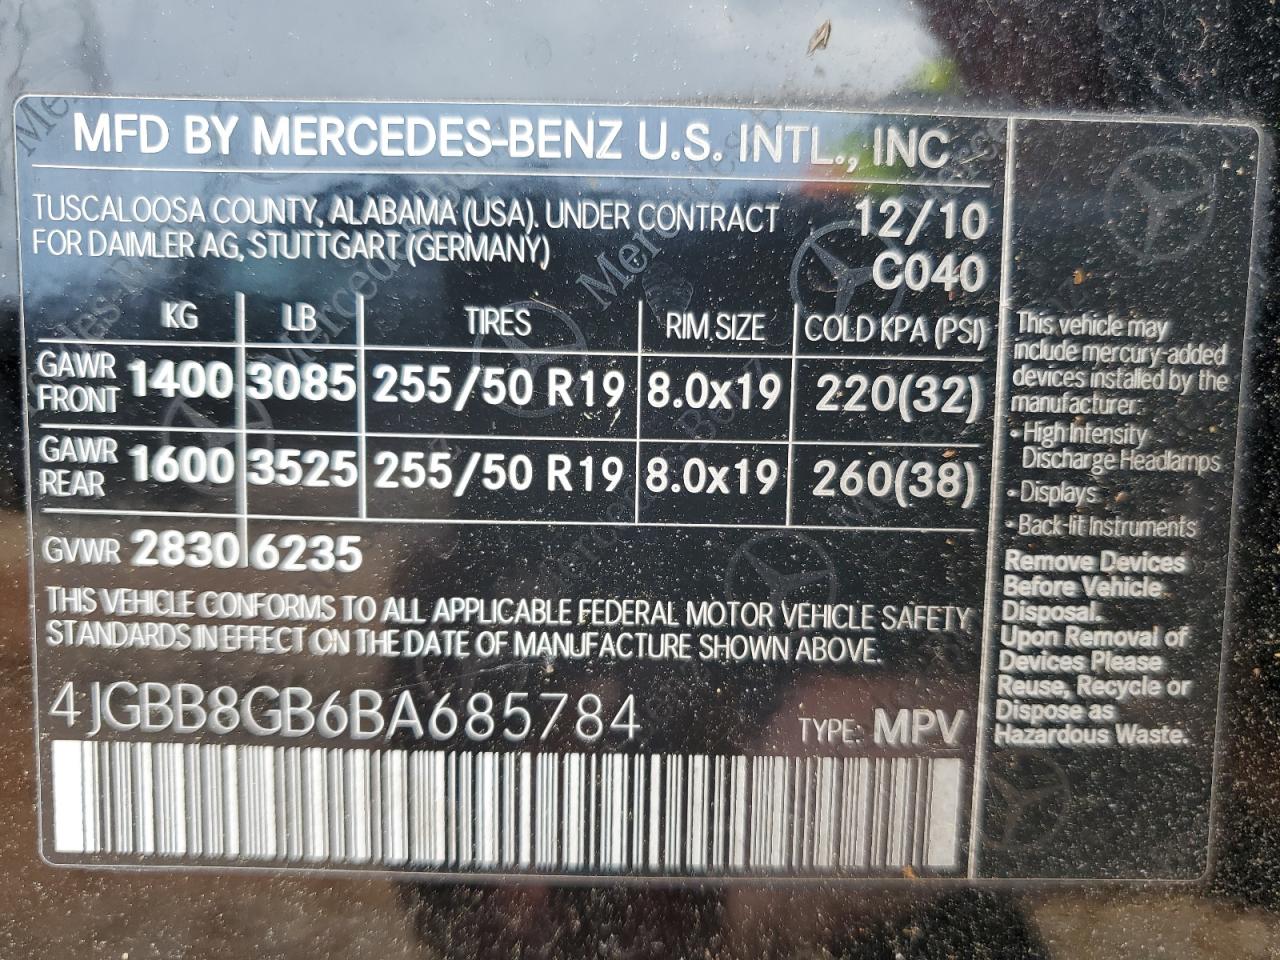 MFD BY MERCEDES-BENZ U.S. INTL., INC
TUSCALOOSA COUNTY, ALABAMA (USA). UNDER CONTRACT
FOR DAIMLER AG, STUTTGART (GERMANY)
12/10
C040
KG LB TIRES RIM SIZE COLD KPA (PSI)
GAWR FRONT 1400 3085 255/50 R19 8.0x19 220(32)
GAWR REAR 1600 3525 255/50 R19 8.0x19 260(38)
GVWR 2830 6235
THIS VEHICLE CONFORMS TO ALL APPLICABLE FEDERAL MOTOR VEHICLE SAFETY
STANDARDS IN EFFECT ON THE DATE OF MANUFACTURE SHOWN ABOVE.
4JGBB8GB6BA685784
TYPE: MPV
This vehicle may
include mercury-added
devices installed by the
manufacturer:
• High Intensity
Discharge Headlamps
• Displays
• Back-lit Instruments
Remove Devices
Before Vehicle
Disposal.
Upon Removal of
Devices Please
Reuse, Recycle or
Dispose as
Hazardous Waste.